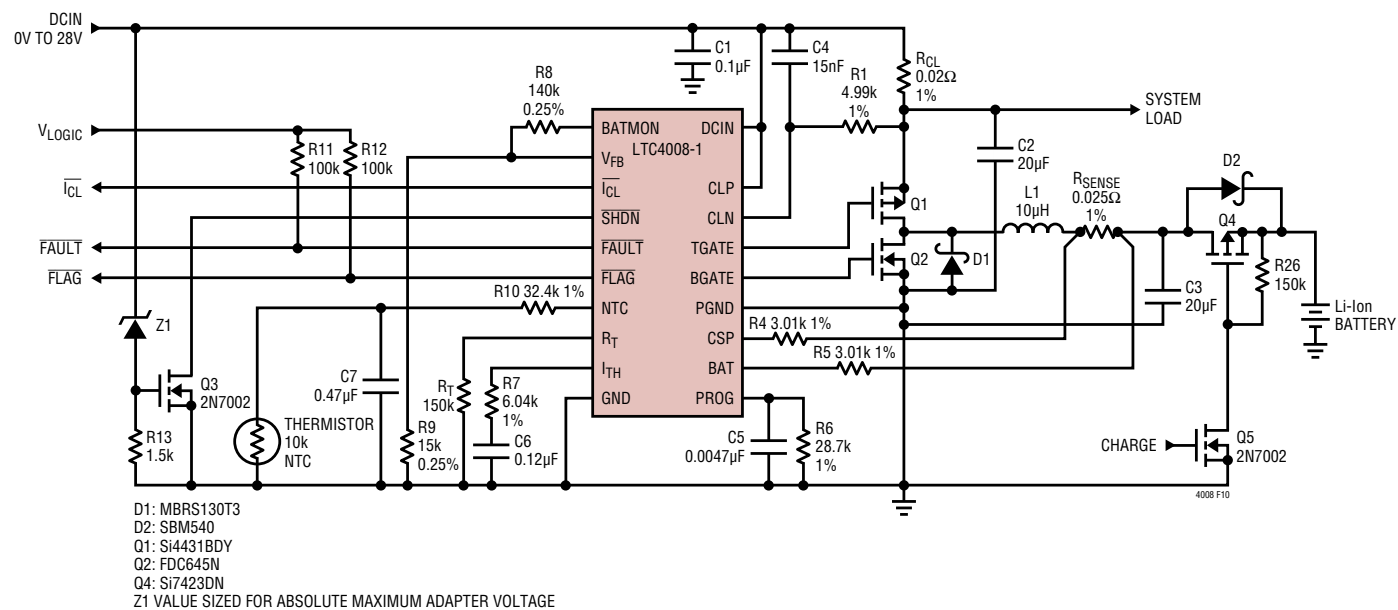 DCIN
0V TO 28V
C1
0.1µF
C4
15nF
R1
4.99k
1%
RCL
0.02Ω
1%
SYSTEM
LOAD
R8
140k
0.25%
VLOGIC
R11
100k
R12
100k
ICL
FAULT
FLAG
BATMON
VFB
ICL
SHDN
FAULT
FLAG
NTC
RT
ITH
GND
LTC4008-1
DCIN
CLP
CLN
TGATE
BGATE
PGND
CSP
BAT
PROG
Q1
Q2
D1
C2
20µF
L1
10µH
RSENSE
0.025Ω
1%
D2
Q4
R26
150k
C3
20µF
Li-Ion
BATTERY
R10 32.4k 1%
R4 3.01k 1%
R5 3.01k 1%
Z1
Q3
2N7002
R13
1.5k
C7
0.47µF
THERMISTOR
10k
NTC
RT
150k
R9
15k
0.25%
R7
6.04k
1%
C6
0.12µF
C5
0.0047µF
R6
28.7k
1%
CHARGE
Q5
2N7002
4008 F10
D1: MBRS130T3
D2: SBM540
Q1: Si4431BDY
Q2: FDC645N
Q4: Si7423DN
Z1 VALUE SIZED FOR ABSOLUTE MAXIMUM ADAPTER VOLTAGE